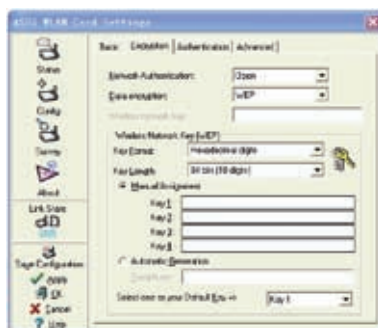 ASUS WLAN Card Settings
Status
Config
Survey
About
Link State
Save Configuration
Apply
OK
Cancel
Help
Basic Encryption Authentication Advanced
Network Authentication: Open
Data encryption: WEP
Wireless Network Key
Wireless Network Key (WEP)
Key Format: Hexadecimal digits
Key Length: 64 bits (10 digits)
Manual Assignment
Key 1:
Key 2:
Key 3:
Key 4:
Automatic Generation
Select one as your Default Key => Key 1